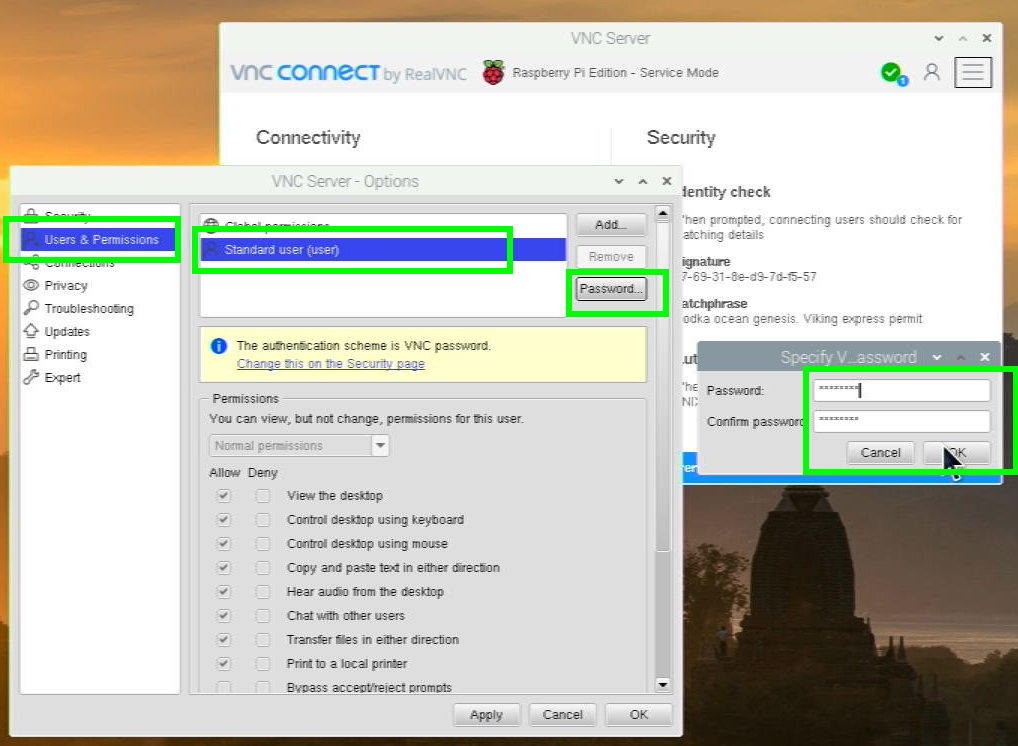 VNC Server
vnc connect by RealVNC
Raspberry Pi Edition - Service Mode
1
Connectivity
Security
dentity check
hen prompted, connecting users should check for
atching details
ignature
7-69-31-8e-d9-7d-f5-57
atchphrase
odka ocean genesis. Viking express permit
VNC Server - Options
Security
Users & Permissions
Connections
Privacy
Troubleshooting
Updates
Printing
Expert
Global permissions
Standard user (user)
Add...
Remove
Password...
The authentication scheme is VNC password.
Change this on the Security page
Permissions
You can view, but not change, permissions for this user.
Normal permissions
Allow Deny
View the desktop
Control desktop using keyboard
Control desktop using mouse
Copy and paste text in either direction
Hear audio from the desktop
Chat with other users
Transfer files in either direction
Print to a local printer
Bypass accept/reject prompts
Apply
Cancel
OK
Specify V...assword
Password:
********
Confirm password
********
Cancel
OK